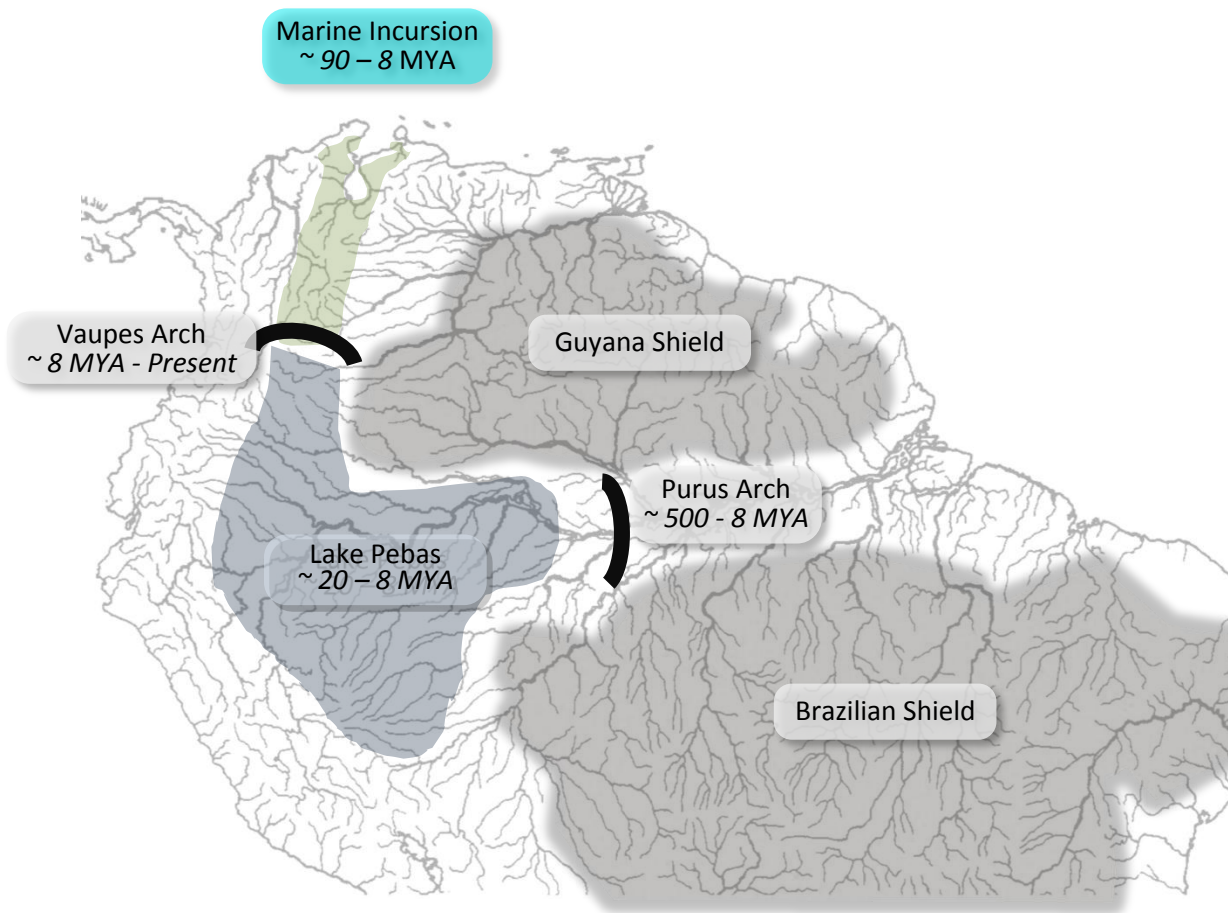 Marine Incursion
~ 90 – 8 MYA
Vaupes Arch
~ 8 MYA - Present
Guyana Shield
Purus Arch
~ 500 - 8 MYA
Lake Pebas
~ 20 – 8 MYA
Brazilian Shield